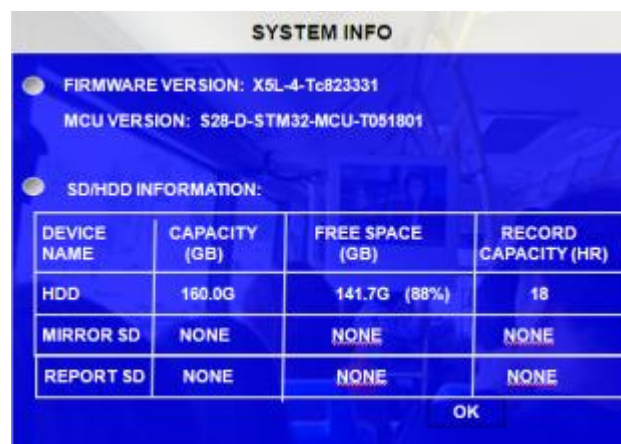 SYSTEM INFO
FIRMWARE VERSION: X5L-4-Tc823331
MCU VERSION: S28-D-STM32-MCU-T051801
SD/HDD INFORMATION:
DEVICE NAME CAPACITY (GB) FREE SPACE (GB) RECORD CAPACITY (HR)
HDD 160.0G 141.7G (88%) 18
MIRROR SD NONE NONE NONE
REPORT SD NONE NONE NONE
OK